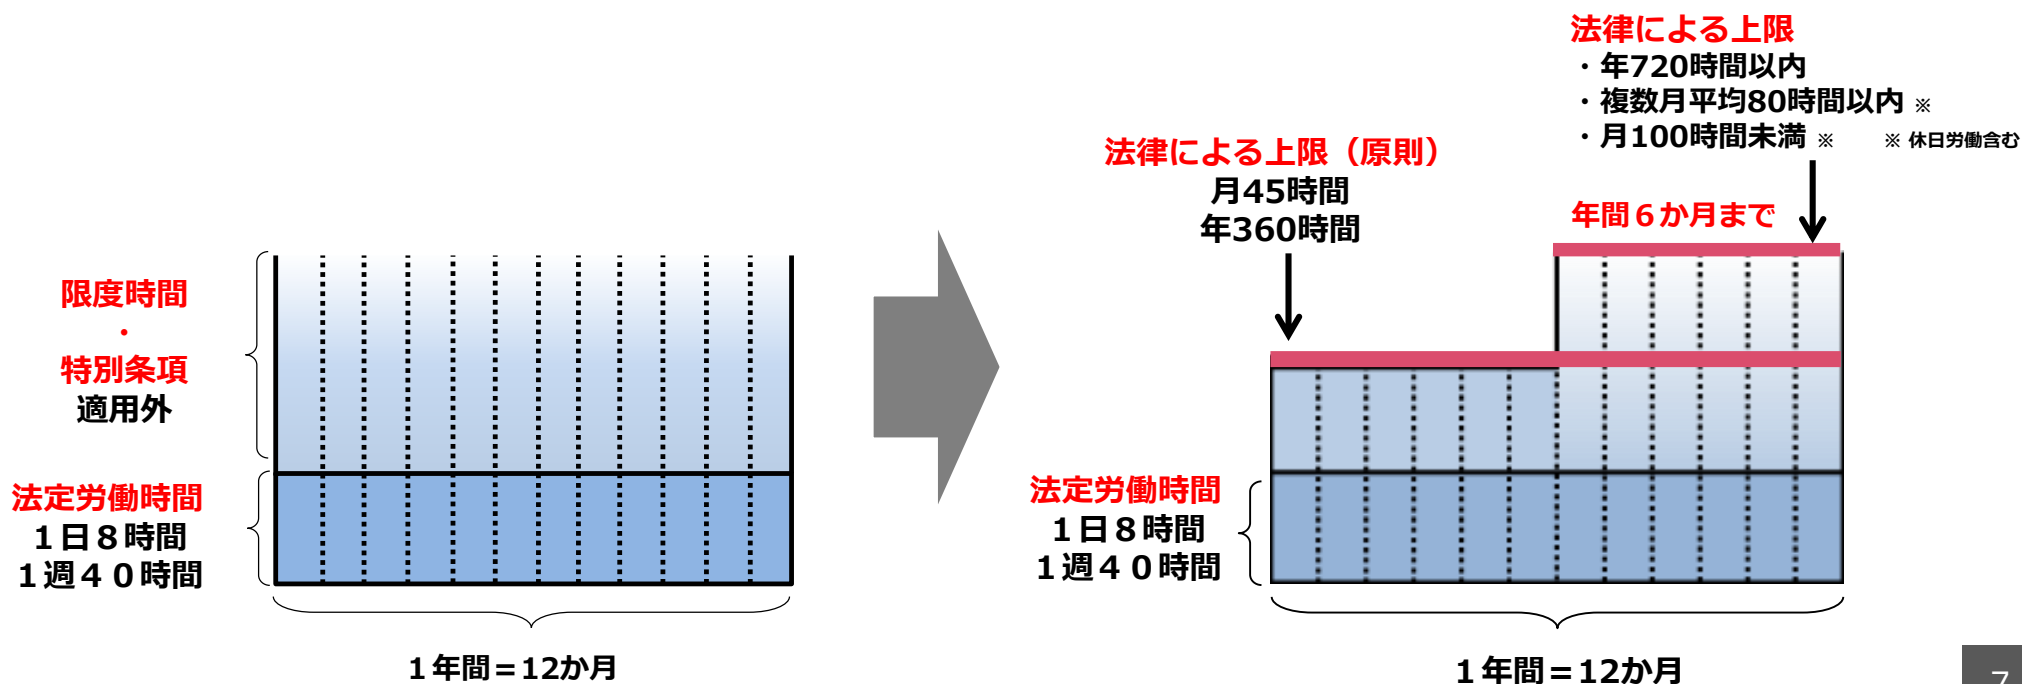 限度時間
・
特別条項
適用外
法定労働時間
１日８時間
１週４０時間
１年間＝12か月
法律による上限（原則）
月45時間
年360時間
法律による上限
・年720時間以内
・複数月平均80時間以内 ※
・月100時間未満 ※ ※ 休日労働含む
年間６か月まで
法定労働時間
１日８時間
１週４０時間
１年間＝12か月
7